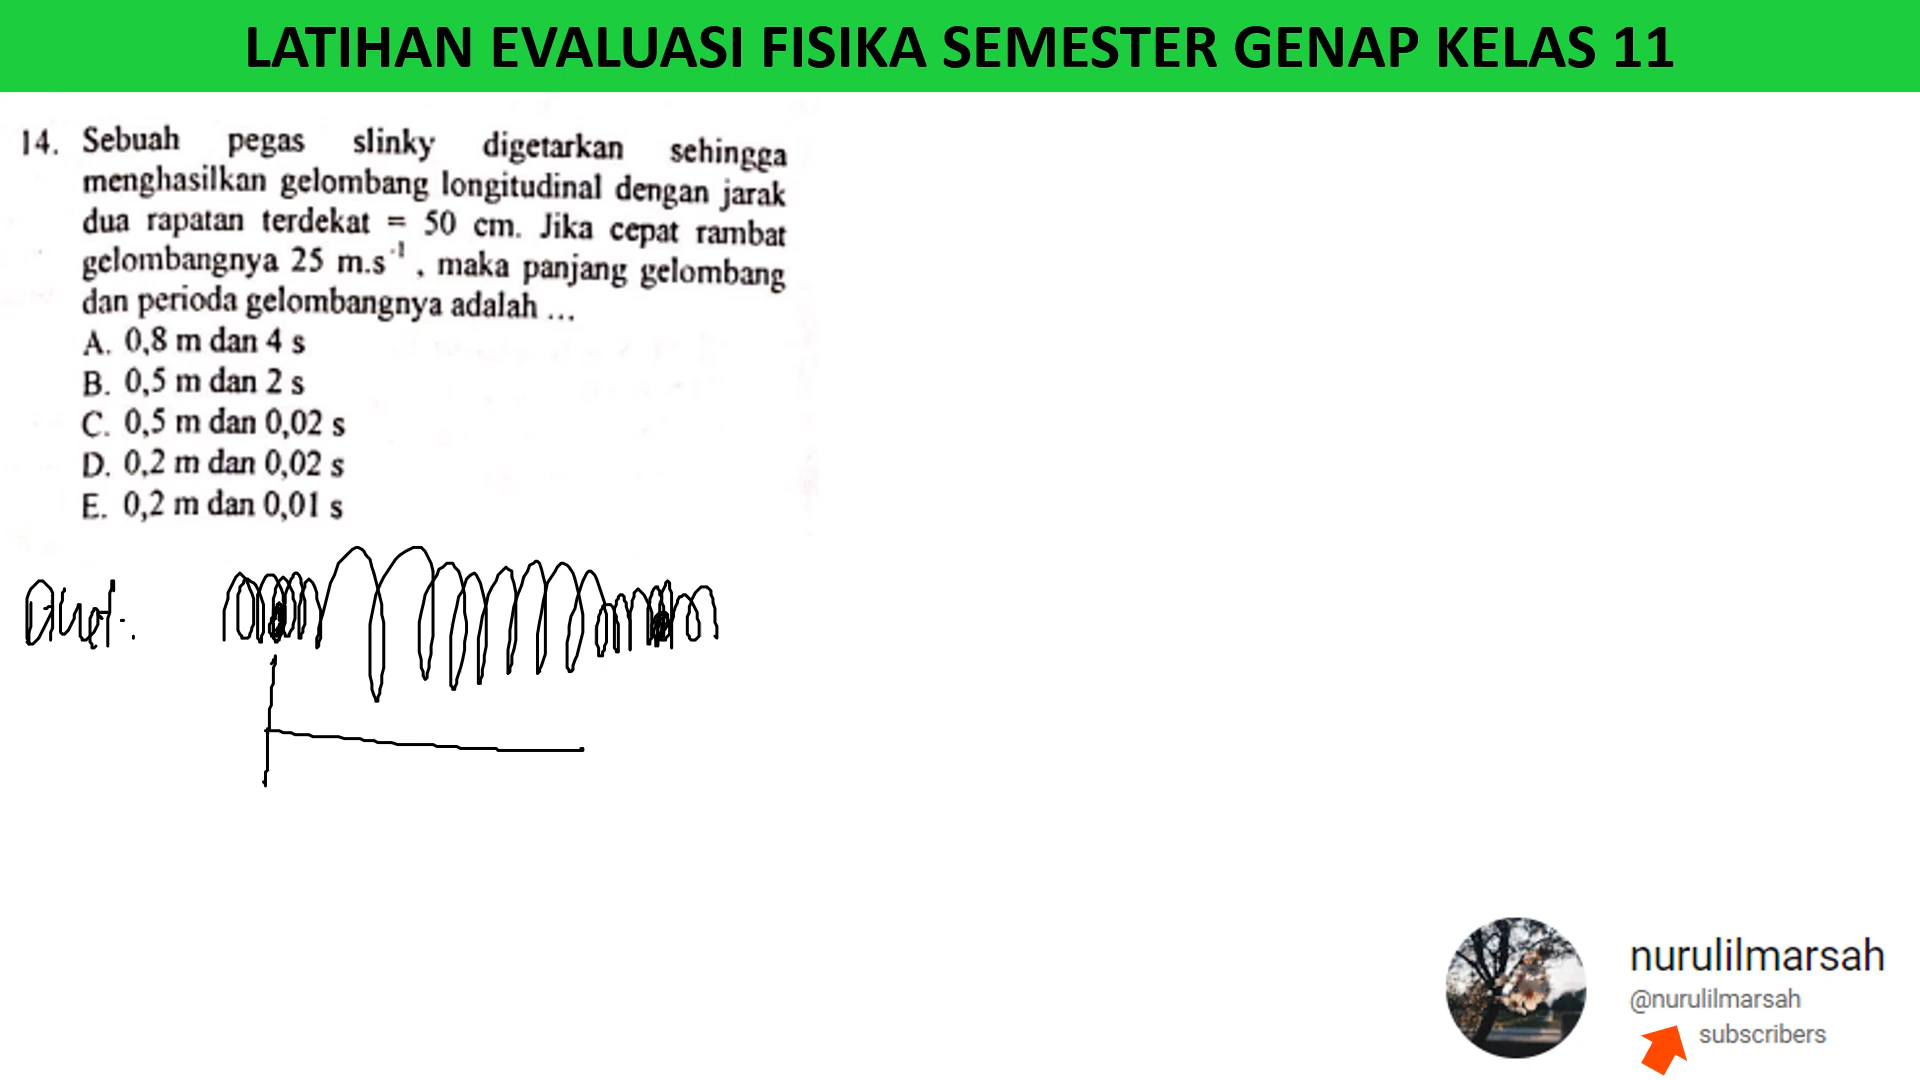 LATIHAN EVALUASI FISIKA SEMESTER GENAP KELAS 11
14. Sebuah pegas slinky digetarkan sehingga
menghasilkan gelombang longitudinal dengan jarak
dua rapatan terdekat = 50 cm. Jika cepat rambat
gelombangnya 25 m.s⁻¹, maka panjang gelombang
dan perioda gelombangnya adalah ...
A. 0,8 m dan 4 s
B. 0,5 m dan 2 s
C. 0,5 m dan 0,02 s
D. 0,2 m dan 0,02 s
E. 0,2 m dan 0,01 s
nurulilmarsah
@nurulilmarsah
subscribers